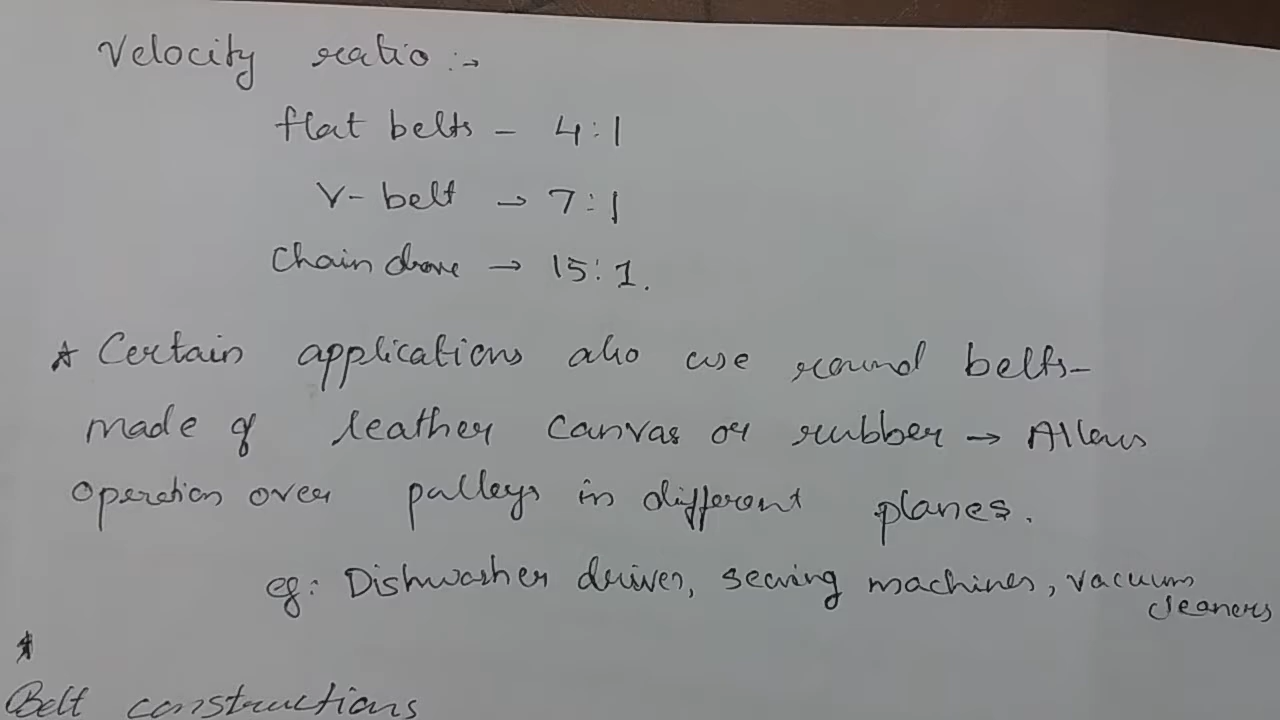 Velocity ratio :→
flat belts - 4:1
V- belt → 7:1
Chain drove → 15:1.
* Certain applications also use round belts-
made of leather canvas or rubber → Allows
operation over pulleys in different planes.
eg: Dishwasher drives, sewing machines, vacuum
cleaners
*
Belt constructions